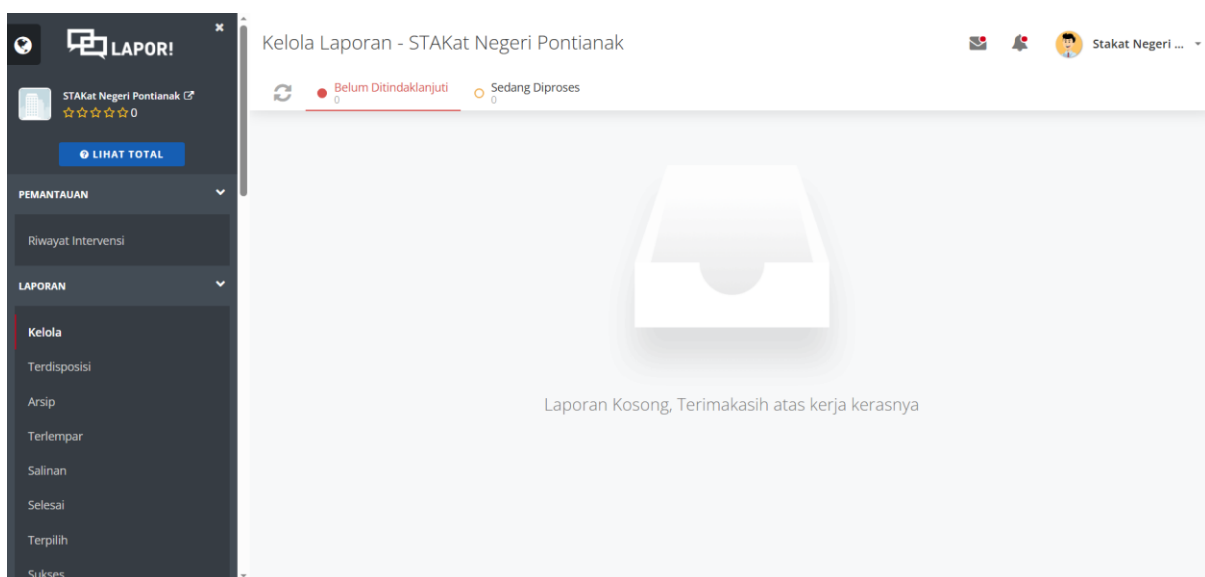 LAPOR!
STAKat Negeri Pontianak
0
LIHAT TOTAL
PEMANTAUAN
Riwayat Intervensi
LAPORAN
Kelola
Terdisposisi
Arsip
Terlempar
Salinan
Selesai
Terpilih
Sukses
Kelola Laporan - STAKat Negeri Pontianak
Stakat Negeri ...
Belum Ditindaklanjuti
0
Sedang Diproses
0
Laporan Kosong, Terimakasih atas kerja kerasnya